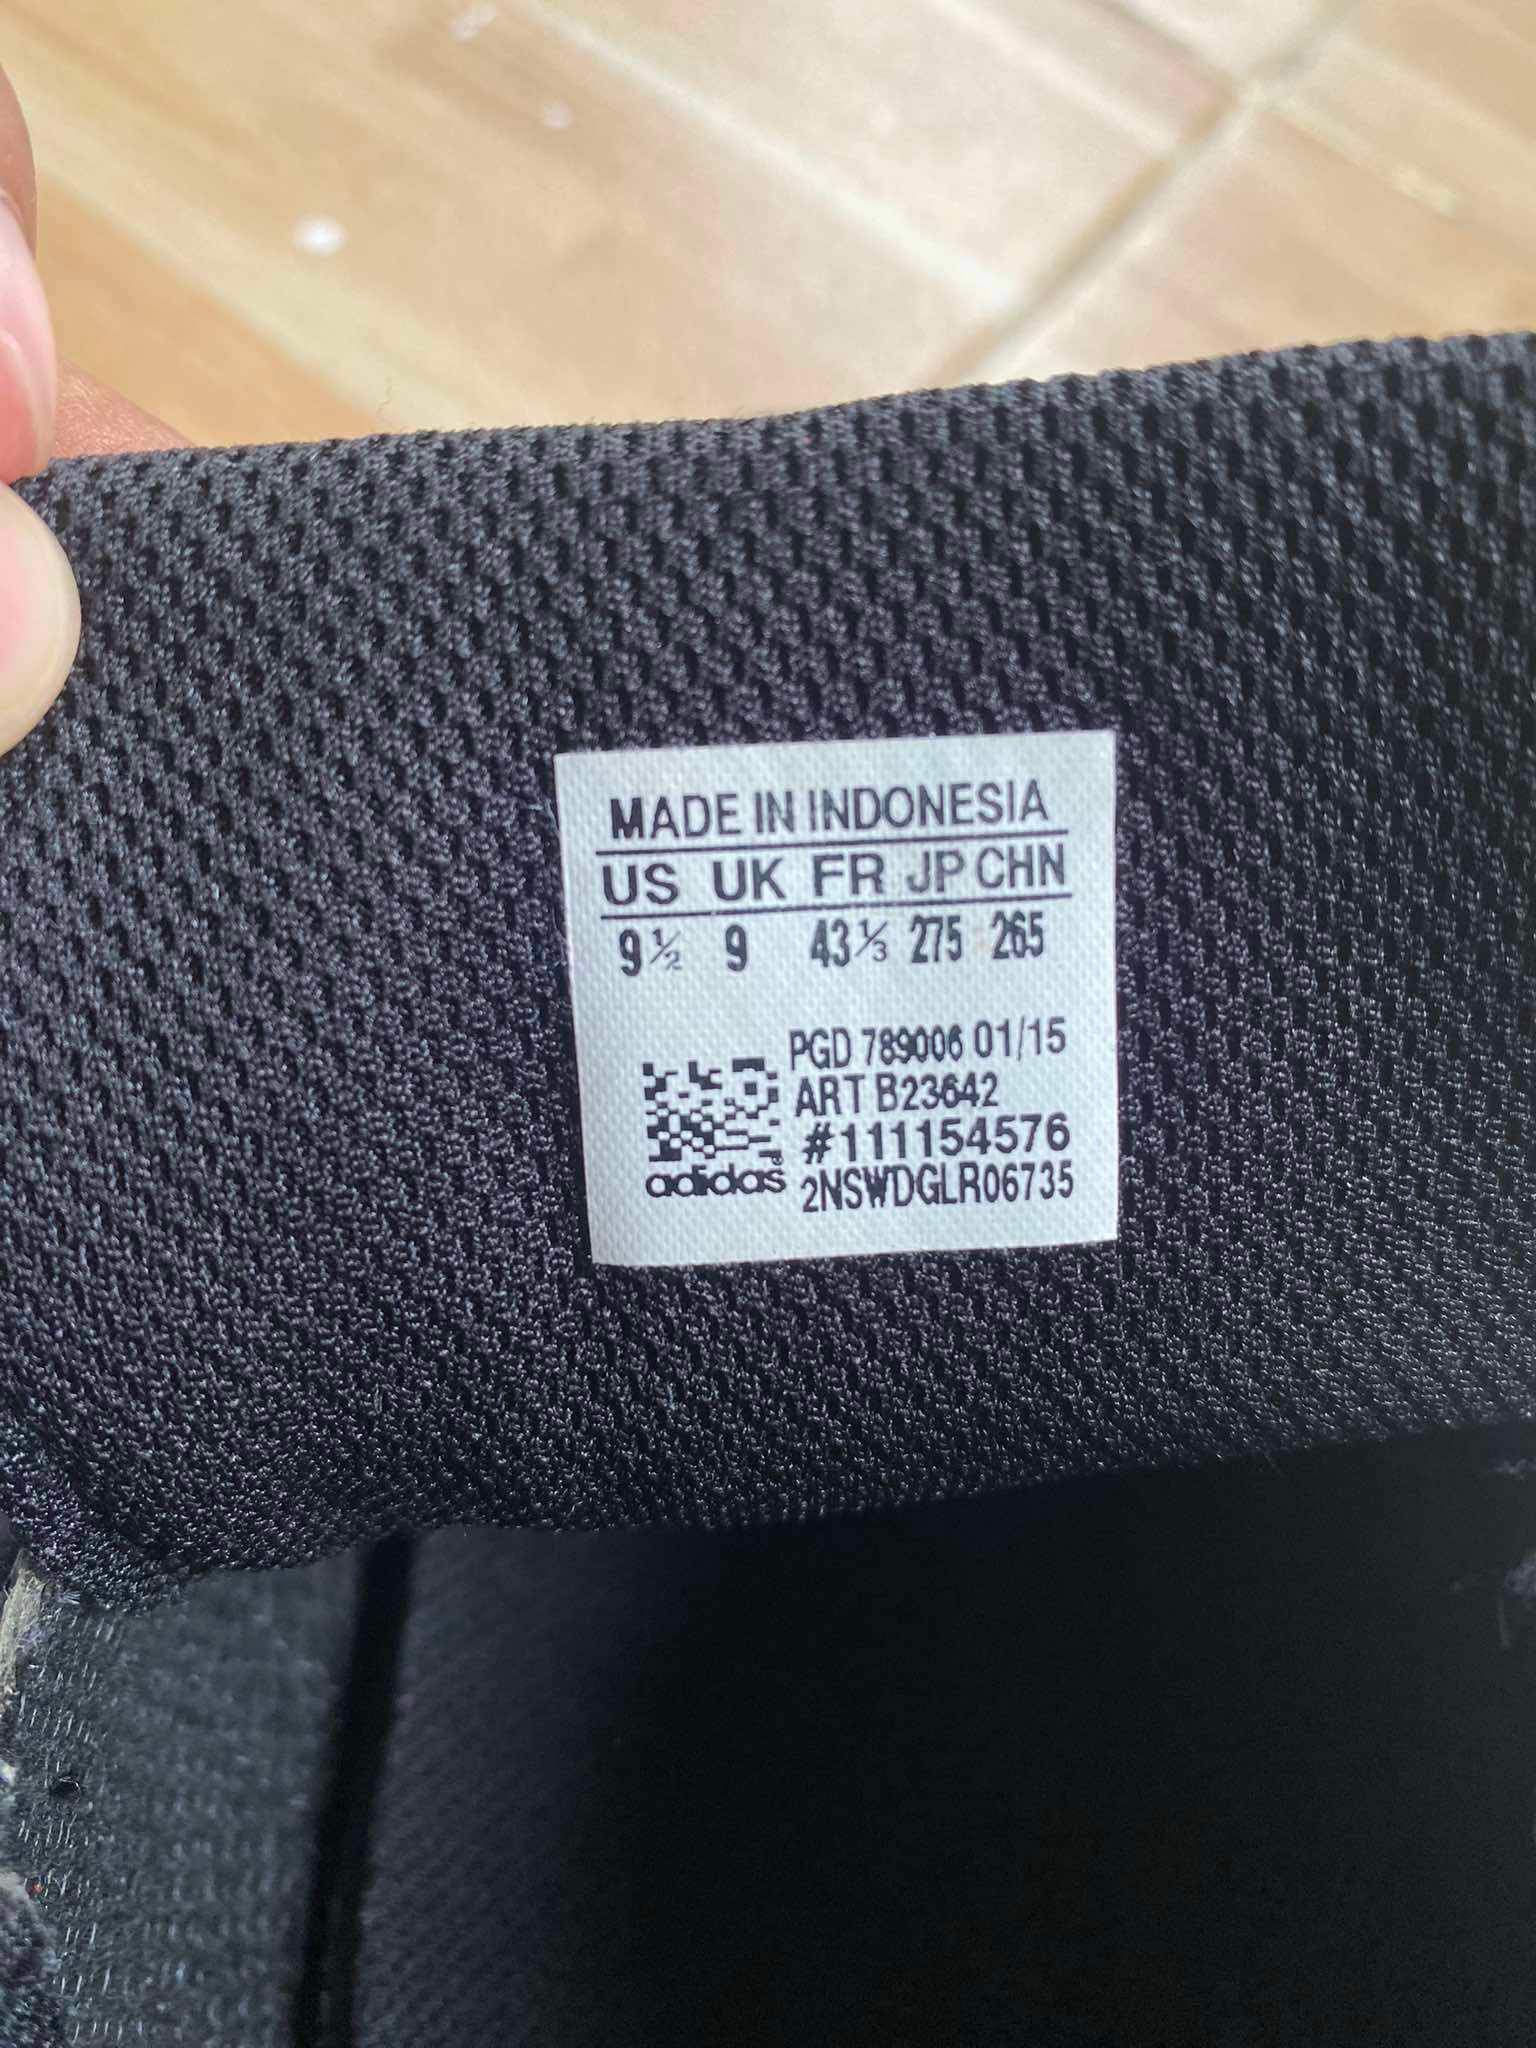 MADE IN INDONESIA
US UK FR JP CHN
9½ 9 43⅓ 275 265
PGD 789006 01/15
ART B23642
#111154576
adidas 2NSWDGLR06735